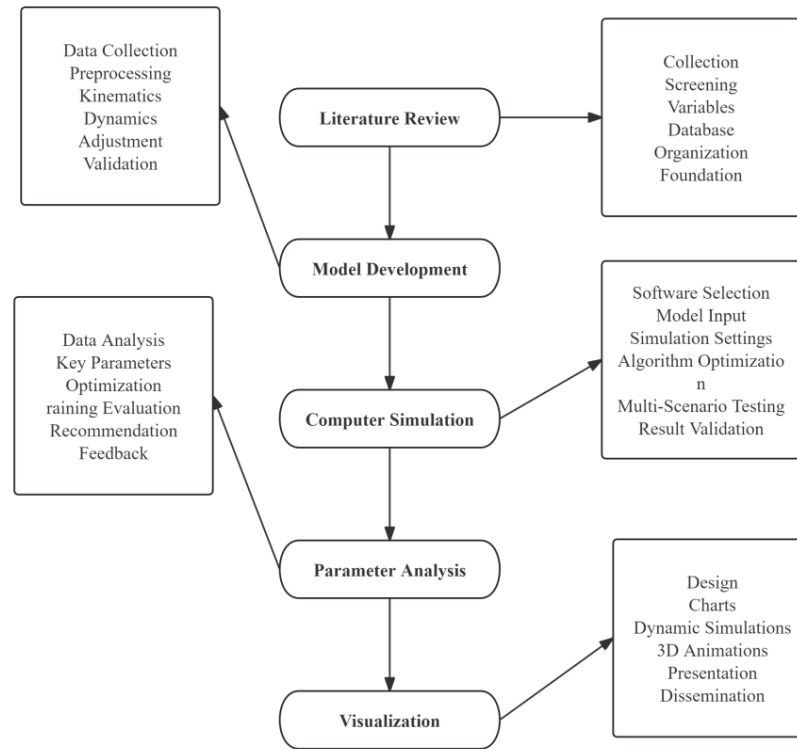 Data Collection
Preprocessing
Kinematics
Dynamics
Adjustment
Validation
Literature Review
Collection
Screening
Variables
Database
Organization
Foundation
Model Development
Data Analysis
Key Parameters
Optimization
raining Evaluation
Recommendation
Feedback
Computer Simulation
Software Selection
Model Input
Simulation Settings
Algorithm Optimizatio
n
Multi-Scenario Testing
Result Validation
Parameter Analysis
Design
Charts
Dynamic Simulations
3D Animations
Presentation
Dissemination
Visualization